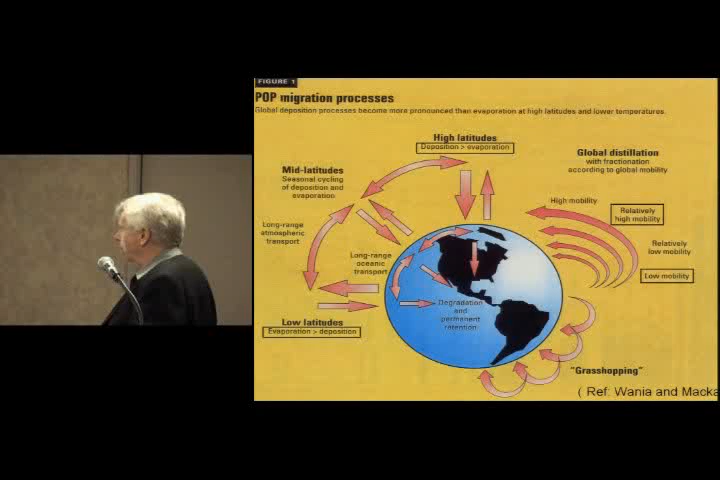 FIGURE 1
POP migration processes
Global deposition processes become more pronounced than evaporation at high latitudes and lower temperatures.
High latitudes
Deposition > evaporation
Global distillation
with fractionation
according to global mobility
Mid-latitudes
Seasonal cycling
of deposition and
evaporation
High mobility
Relatively
high mobility
Long-range
atmospheric
transport
Relatively
low mobility
Long-range
oceanic
transport
Low mobility
Degradation
and
permanent
retention
Low latitudes
Evaporation > deposition
"Grasshopping"
( Ref: Wania and Macka